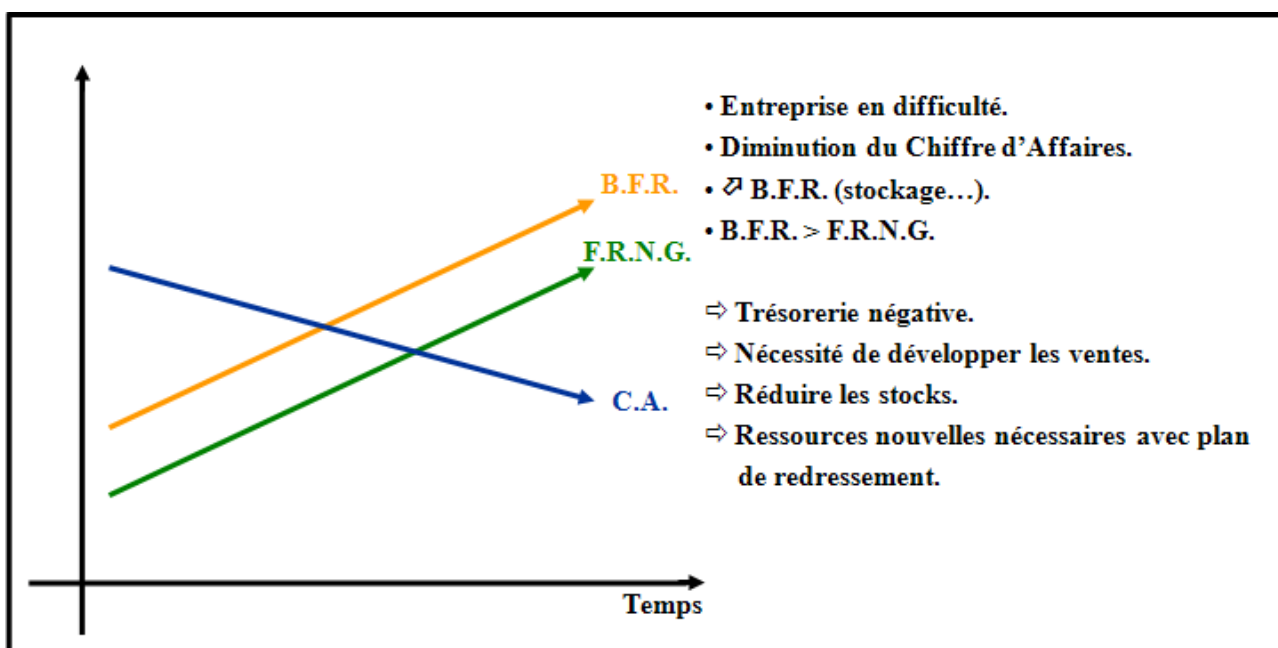 • Entreprise en difficulté.
• Diminution du Chiffre d’Affaires.
B.F.R.
• ⇗ B.F.R. (stockage…).
• B.F.R. > F.R.N.G.
F.R.N.G.
⇨ Trésorerie négative.
⇨ Nécessité de développer les ventes.
⇨ Réduire les stocks.
C.A.
⇨ Ressources nouvelles nécessaires avec plan
de redressement.
Temps